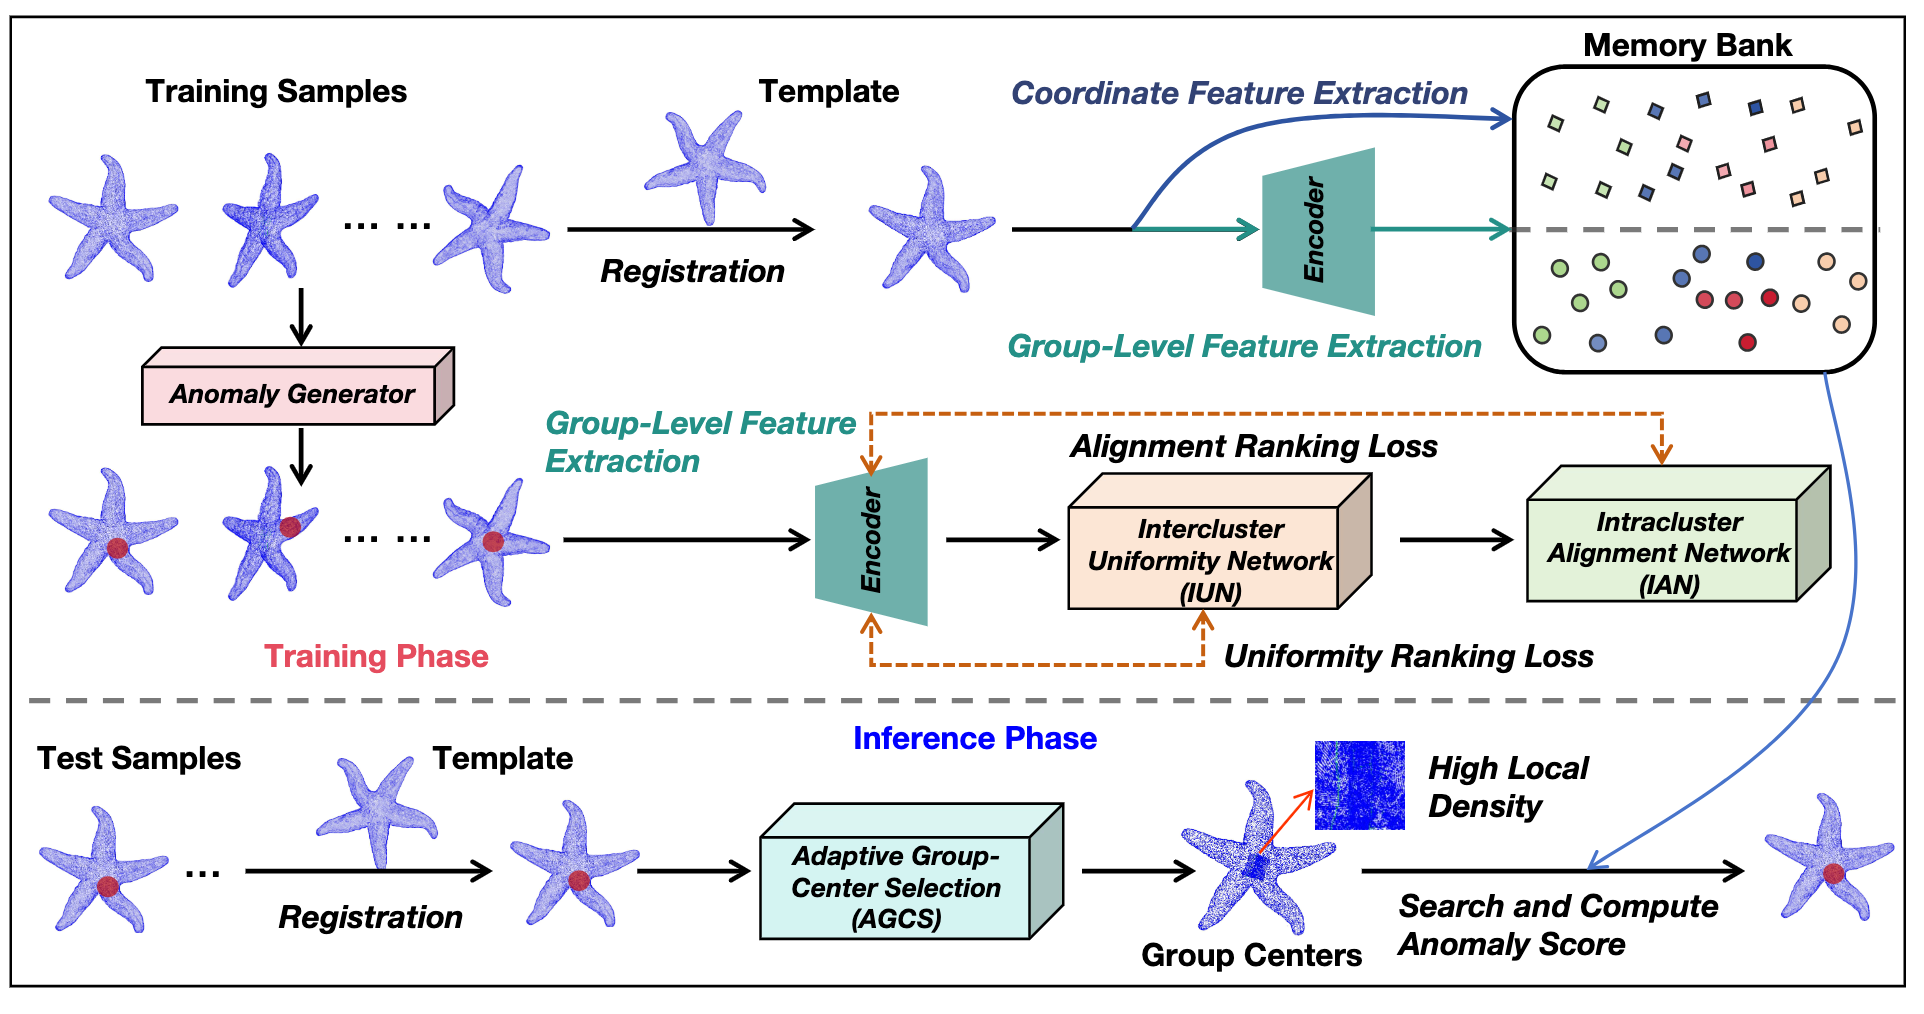 Memory Bank
Training Samples
Template
Coordinate Feature Extraction
... ...
Registration
Encoder
Group-Level Feature Extraction
Anomaly Generator
Group-Level Feature
Extraction
... ...
Encoder
Alignment Ranking Loss
Intercluster
Uniformity Network
(IUN)
Intracluster
Alignment Network
(IAN)
Training Phase
Uniformity Ranking Loss
Inference Phase
Test Samples
Template
...
Registration
Adaptive Group-
Center Selection
(AGCS)
High Local
Density
Group Centers
Search and Compute
Anomaly Score